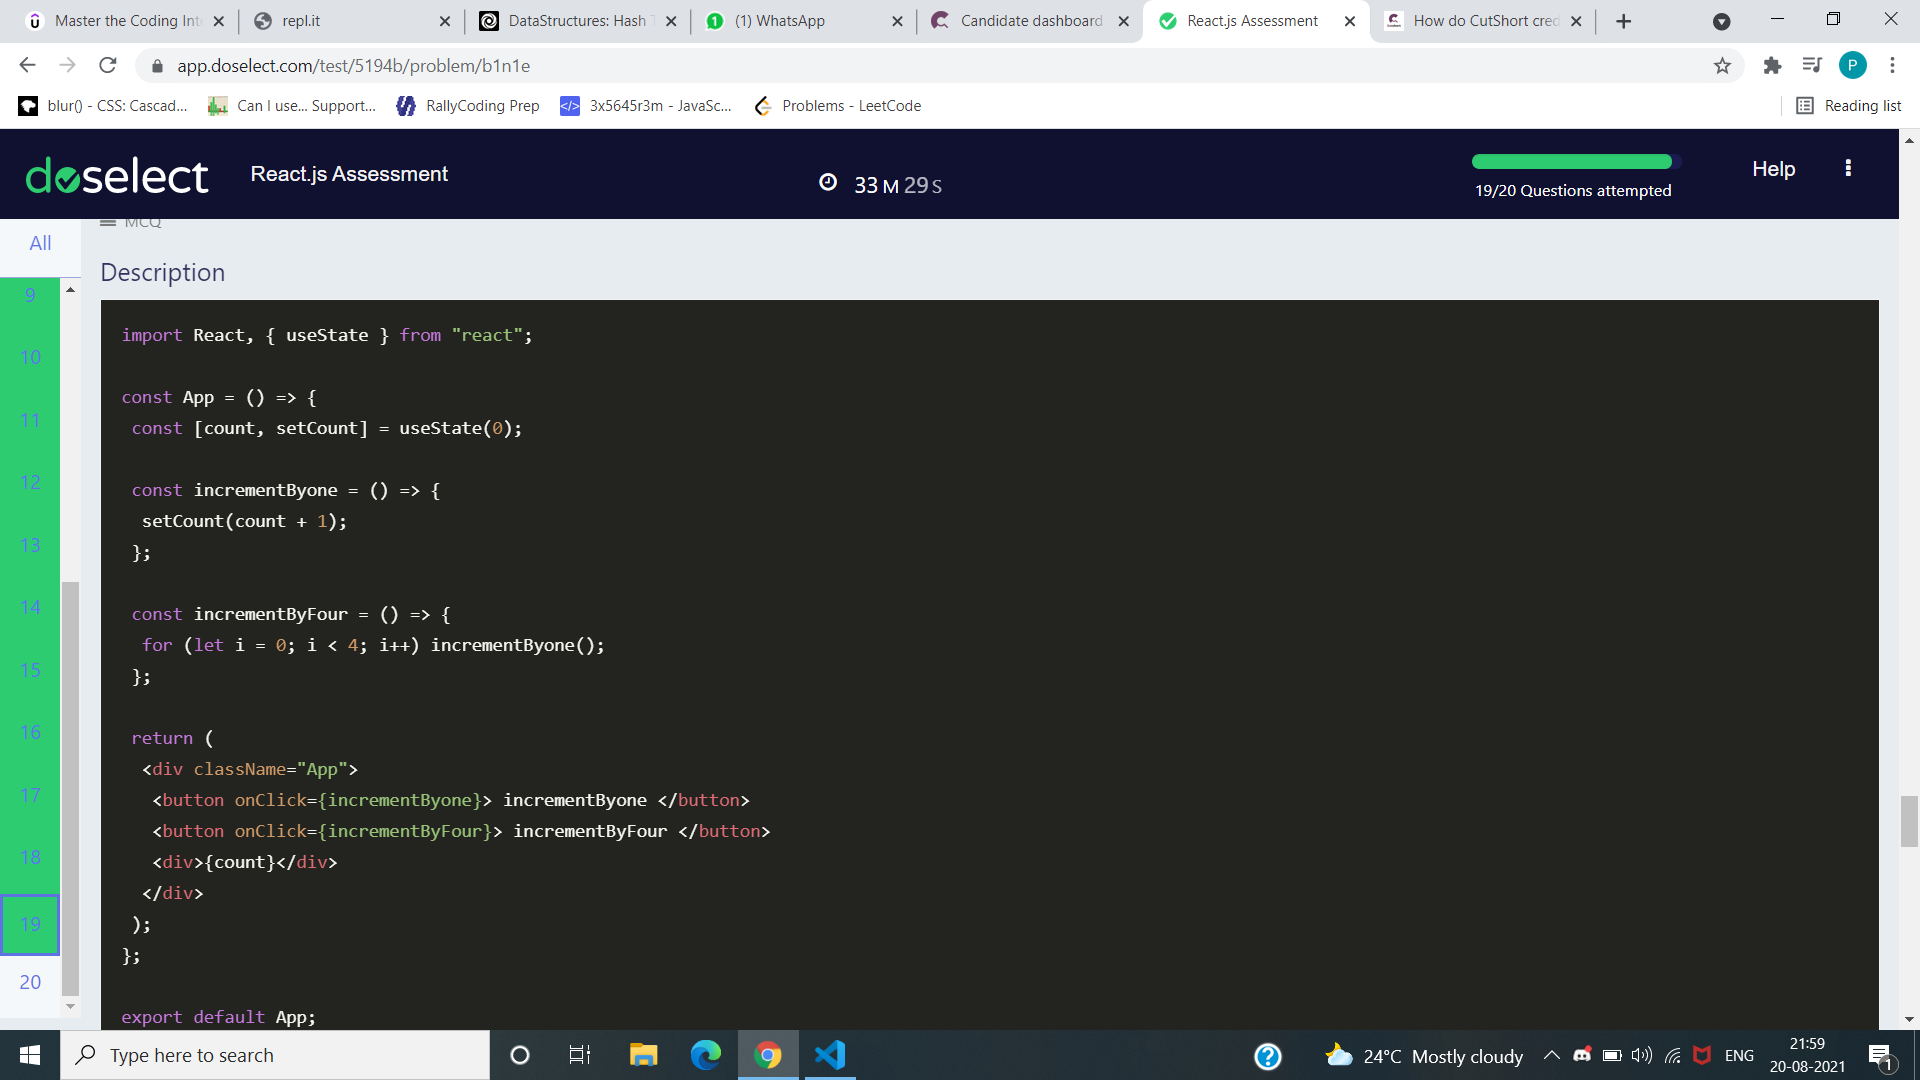 Master the Coding Int
repl.it
DataStructures: Hash T
(1) WhatsApp
Candidate dashboard
React.js Assessment
How do CutShort cred
app.doselect.com/test/5194b/problem/b1n1e
P
blur() - CSS: Cascad...
Can I use... Support...
RallyCoding Prep
3x5645r3m - JavaSc...
Problems - LeetCode
Reading list
doselect
React.js Assessment
33 M 29 S
19/20 Questions attempted
Help
MCQ
All
Description
9
10
11
12
13
14
15
16
17
18
19
20
import React, { useState } from "react";
const App = () => {
const [count, setCount] = useState(0);
const incrementByone = () => {
setCount(count + 1);
};
const incrementByFour = () => {
for (let i = 0; i < 4; i++) incrementByone();
};
return (
<div className="App">
<button onClick={incrementByone}> incrementByone </button>
<button onClick={incrementByFour}> incrementByFour </button>
<div>{count}</div>
</div>
);
};
export default App;
Type here to search
24°C Mostly cloudy
ENG
21:59
20-08-2021
1